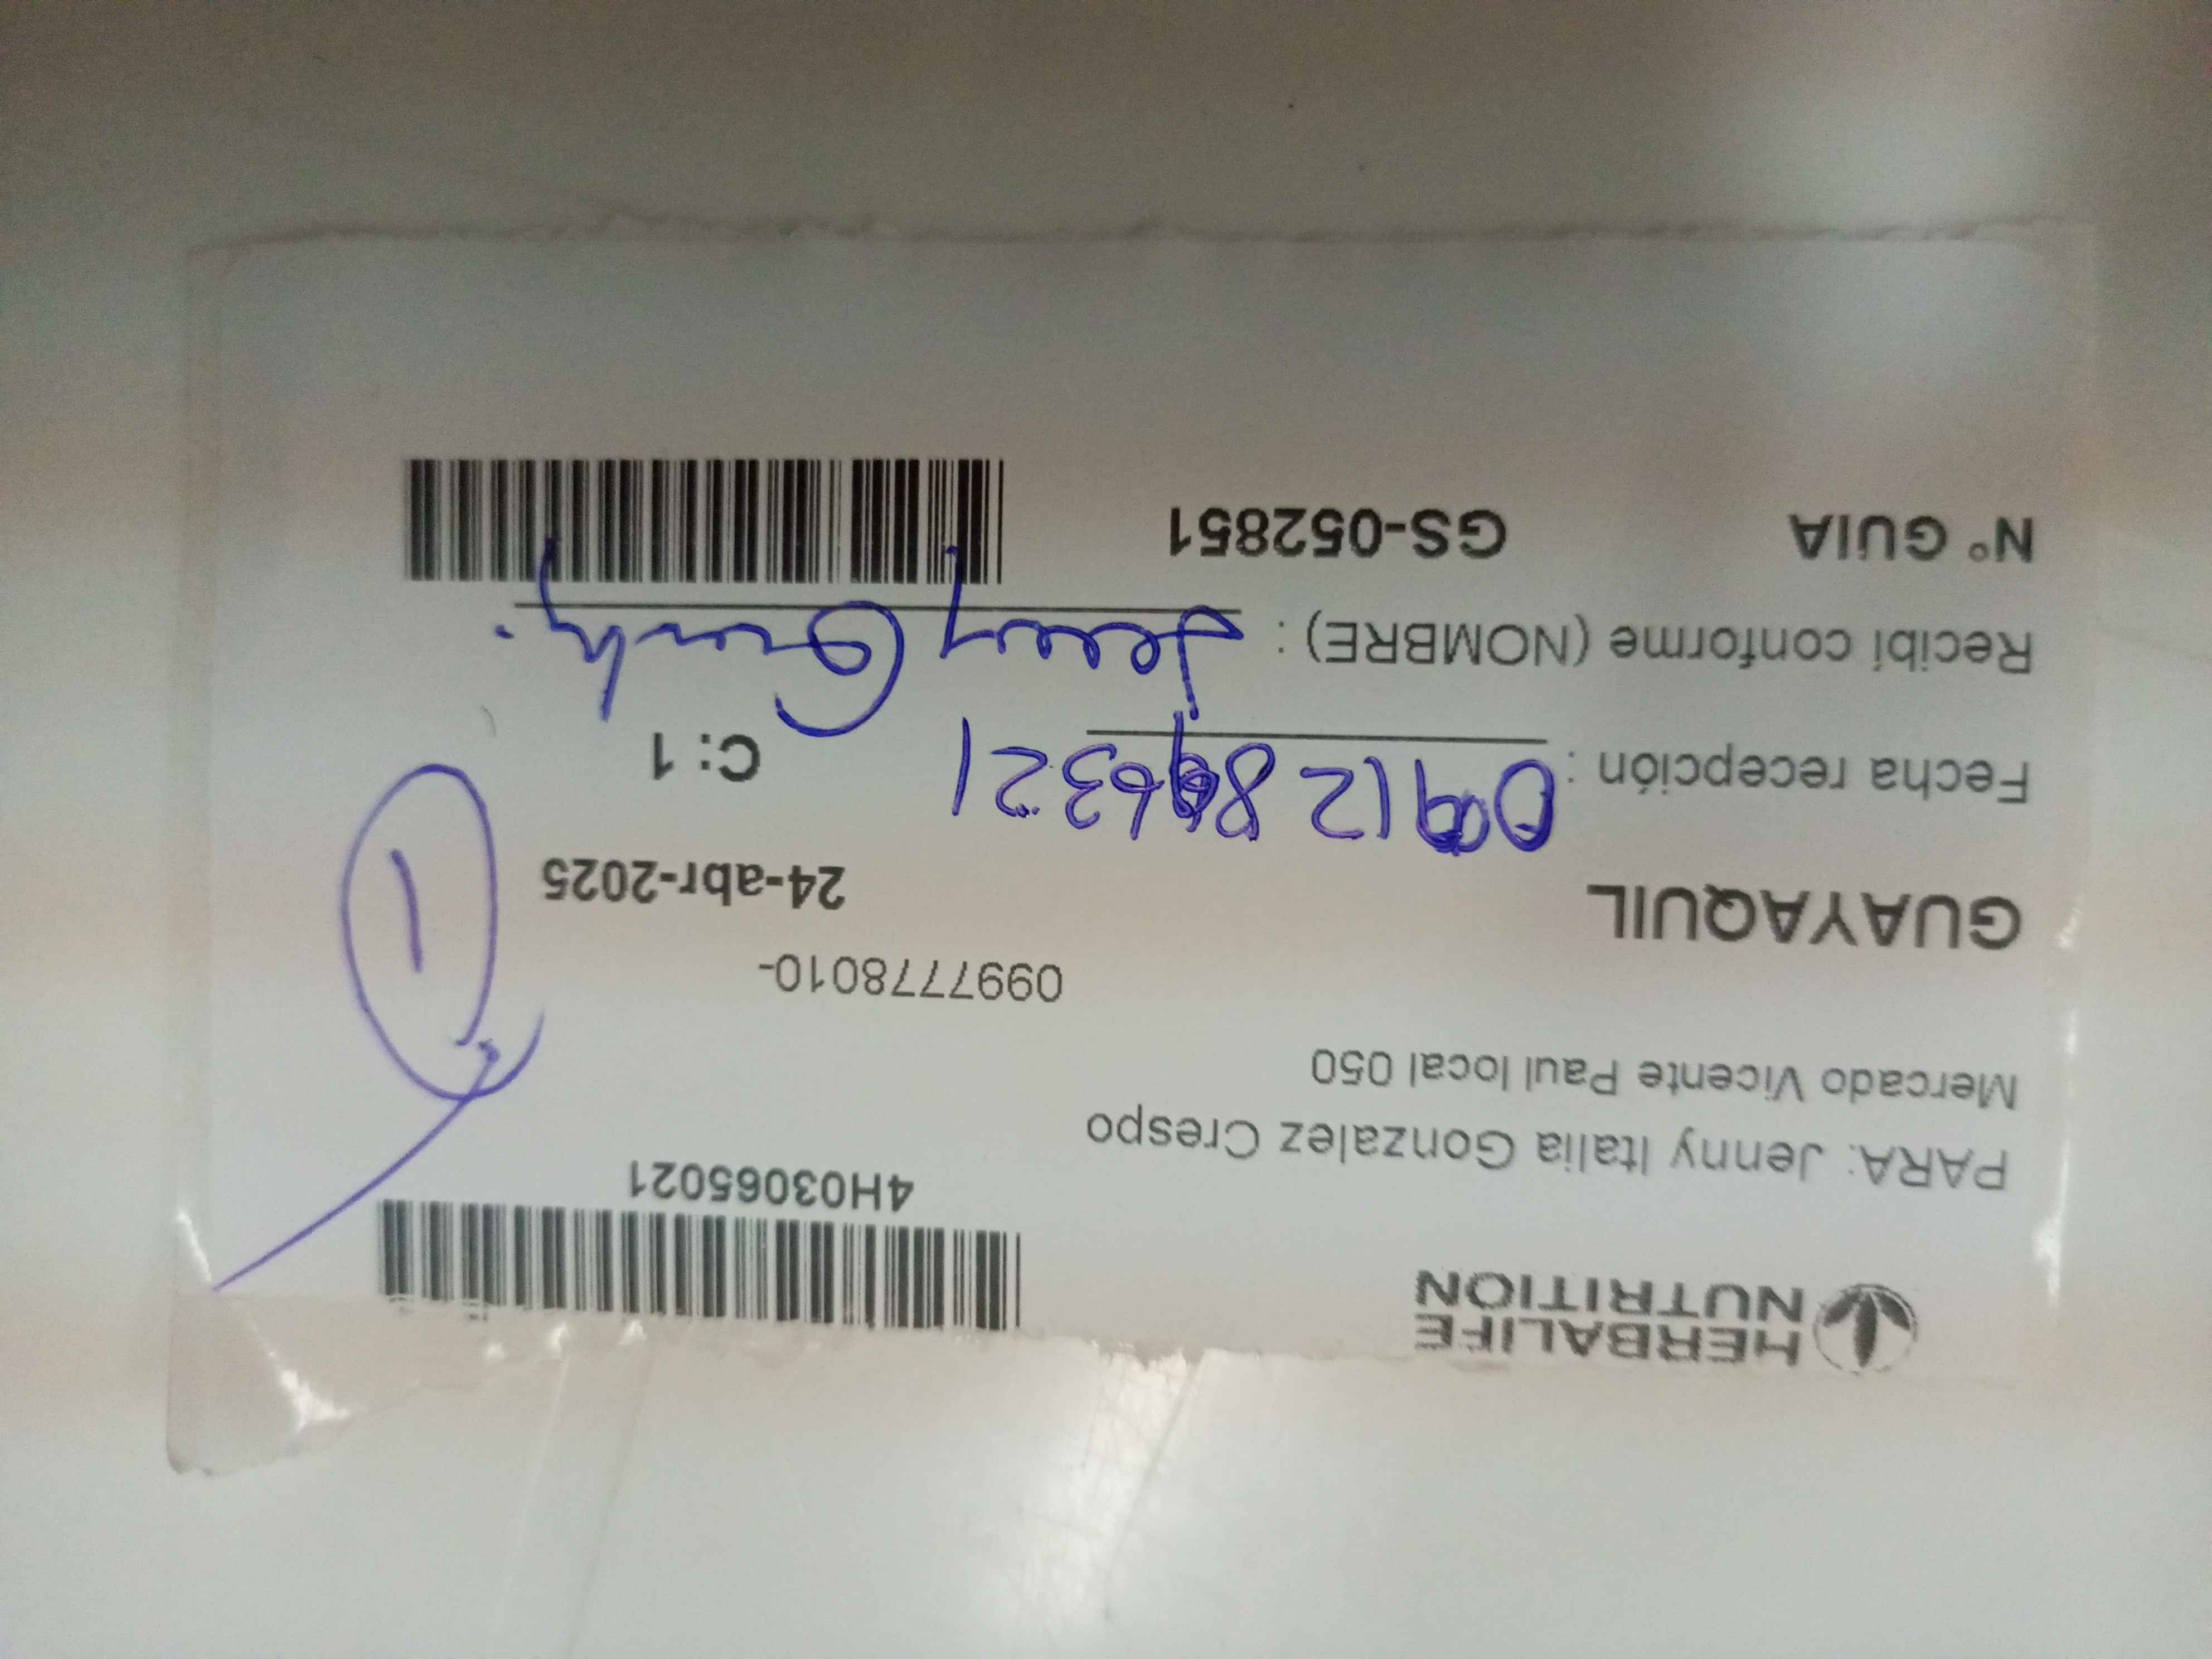 HERBALIFE
NUTRITION
4H03065021
PARA: Jenny Italia Gonzalez Crespo
Mercado Vicente Paul local 050
0997778010-
GUAYAQUIL
24-abr-2025
1
Fecha recepción :
C: 1
Recibí conforme (NOMBRE) : Jenny
N° GUIA GS-052851